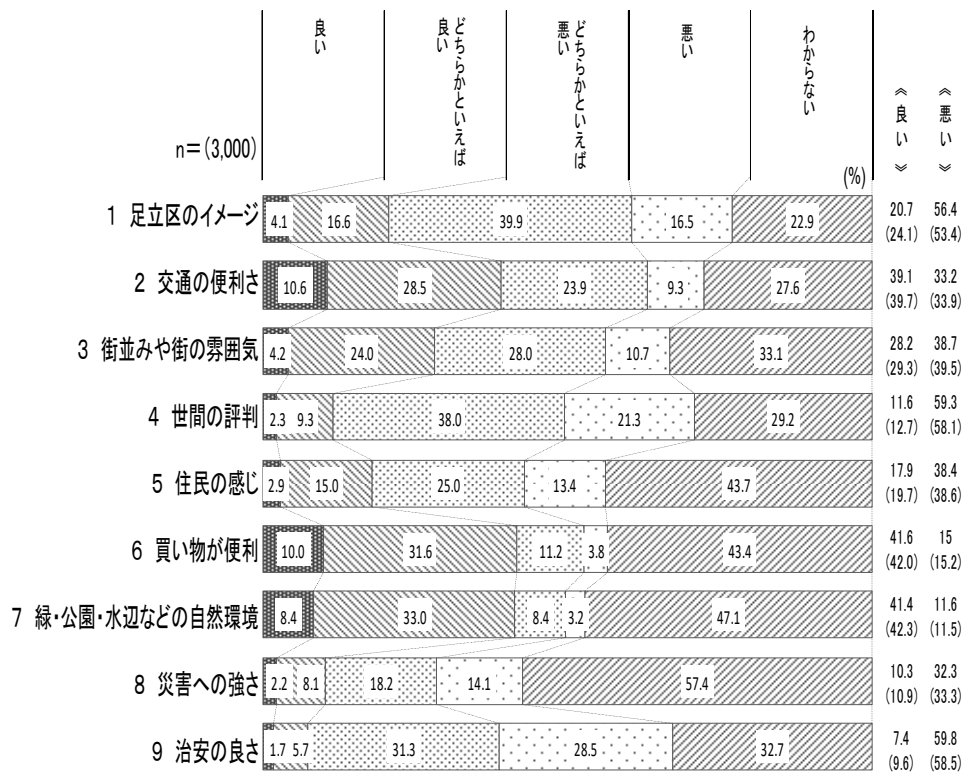 良い
どちらかといえば
良い
どちらかといえば
悪い
悪い
わからない
《良い》
《悪い》
n=(3,000)
(%)
1 足立区のイメージ 4.1 16.6 39.9 16.5 22.9 20.7 56.4
(24.1) (53.4)
2 交通の便利さ 10.6 28.5 23.9 9.3 27.6 39.1 33.2
(39.7) (33.9)
3 街並みや街の雰囲気 4.2 24.0 28.0 10.7 33.1 28.2 38.7
(29.3) (39.5)
4 世間の評判 2.3 9.3 38.0 21.3 29.2 11.6 59.3
(12.7) (58.1)
5 住民の感じ 2.9 15.0 25.0 13.4 43.7 17.9 38.4
(19.7) (38.6)
6 買い物が便利 10.0 31.6 11.2 3.8 43.4 41.6 15
(42.0) (15.2)
7 緑・公園・水辺などの自然環境 8.4 33.0 8.4 3.2 47.1 41.4 11.6
(42.3) (11.5)
8 災害への強さ 2.2 8.1 18.2 14.1 57.4 10.3 32.3
(10.9) (33.3)
9 治安の良さ 1.7 5.7 31.3 28.5 32.7 7.4 59.8
(9.6) (58.5)